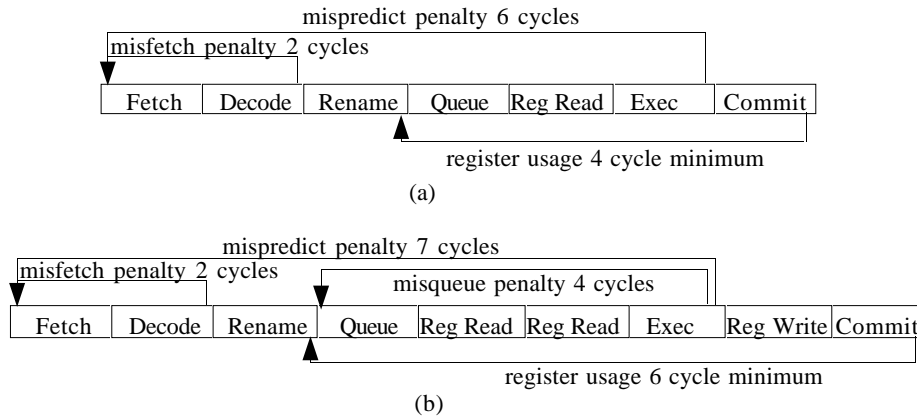 mispredict penalty 6 cycles
misfetch penalty 2 cycles
Fetch Decode Rename Queue Reg Read Exec Commit
register usage 4 cycle minimum
(a)
mispredict penalty 7 cycles
misfetch penalty 2 cycles
misqueue penalty 4 cycles
Fetch Decode Rename Queue Reg Read Reg Read Exec Reg Write Commit
register usage 6 cycle minimum
(b)